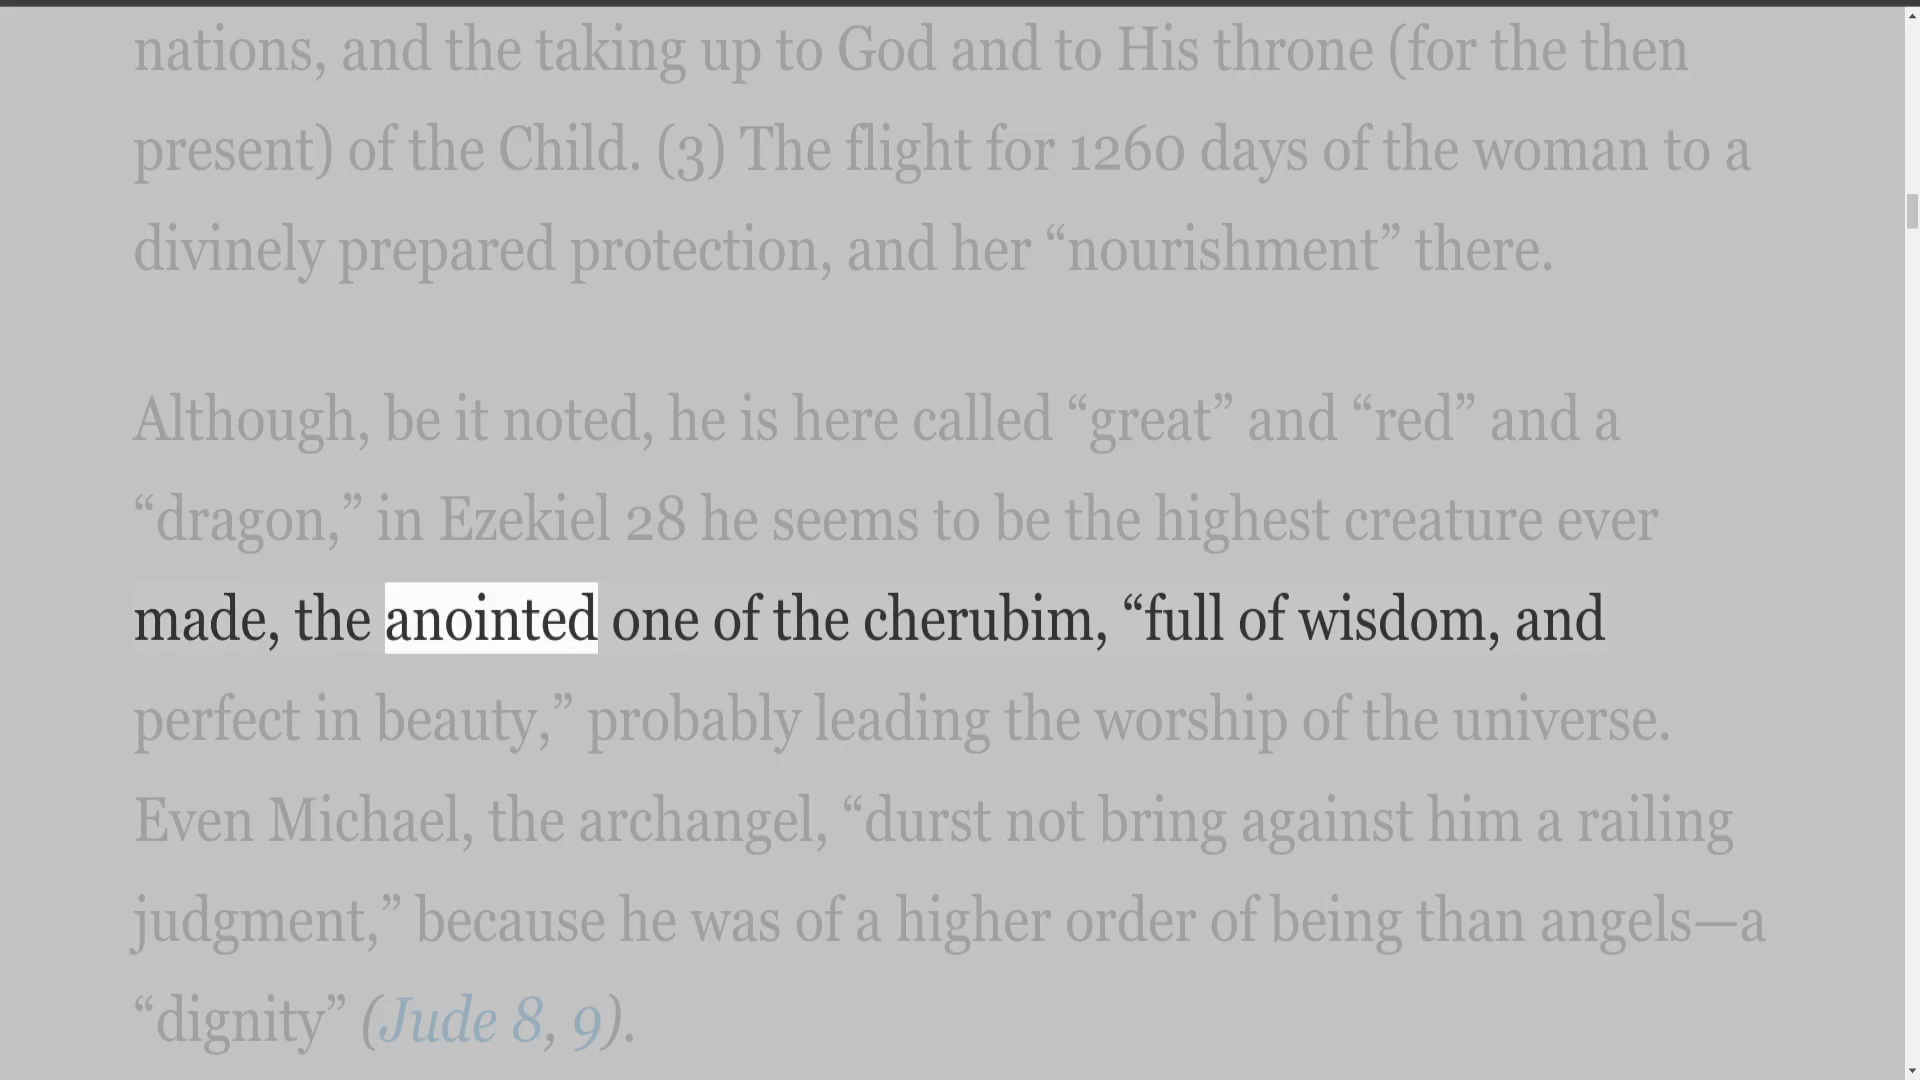 nations, and the taking up to God and to His throne (for the then
present) of the Child. (3) The flight for 1260 days of the woman to a
divinely prepared protection, and her “nourishment” there.
Although, be it noted, he is here called “great” and “red” and a
“dragon,” in Ezekiel 28 he seems to be the highest creature ever
made, the anointed one of the cherubim, “full of wisdom, and
perfect in beauty,” probably leading the worship of the universe.
Even Michael, the archangel, “durst not bring against him a railing
judgment,” because he was of a higher order of being than angels—a
“dignity” (Jude 8, 9).